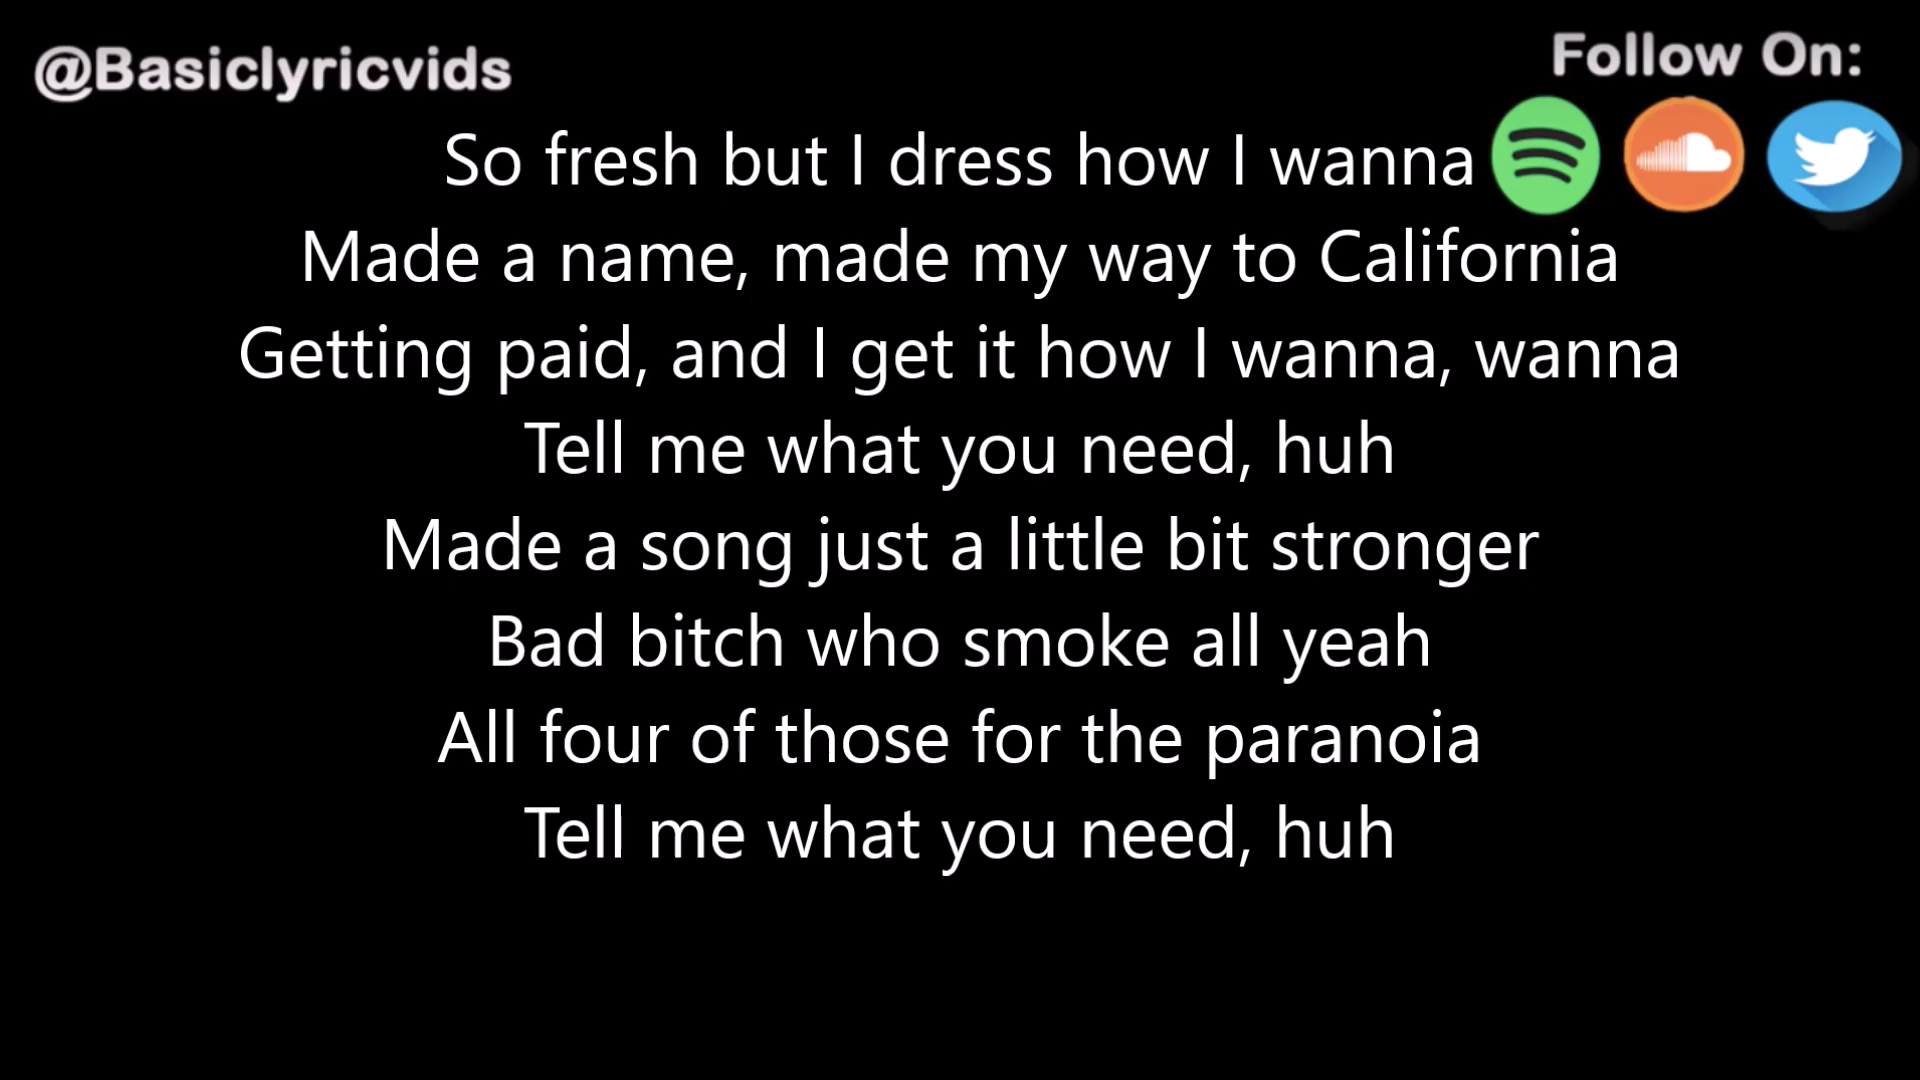 @Basiclyricvids
Follow On:
So fresh but I dress how I wanna
Made a name, made my way to California
Getting paid, and I get it how I wanna, wanna
Tell me what you need, huh
Made a song just a little bit stronger
Bad bitch who smoke all yeah
All four of those for the paranoia
Tell me what you need, huh